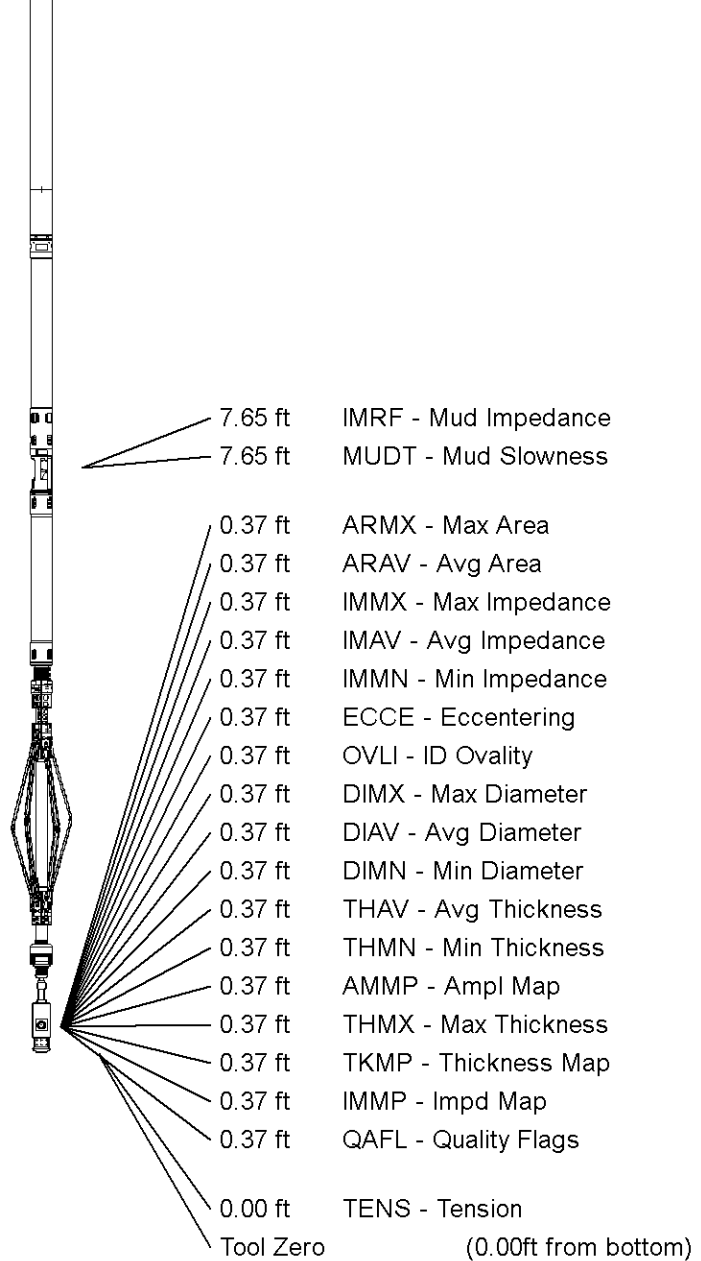 7.65 ft IMRF - Mud Impedance
7.65 ft MUDT - Mud Slowness
0.37 ft ARMX - Max Area
0.37 ft ARAV - Avg Area
0.37 ft IMMX - Max Impedance
0.37 ft IMAV - Avg Impedance
0.37 ft IMMN - Min Impedance
0.37 ft ECCE - Eccentering
0.37 ft OVLI - ID Ovality
0.37 ft DIMX - Max Diameter
0.37 ft DIAV - Avg Diameter
0.37 ft DIMN - Min Diameter
0.37 ft THAV - Avg Thickness
0.37 ft THMN - Min Thickness
0.37 ft AMMP - Ampl Map
0.37 ft THMX - Max Thickness
0.37 ft TKMP - Thickness Map
0.37 ft IMMP - Impd Map
0.37 ft QAFL - Quality Flags
0.00 ft TENS - Tension
Tool Zero (0.00ft from bottom)